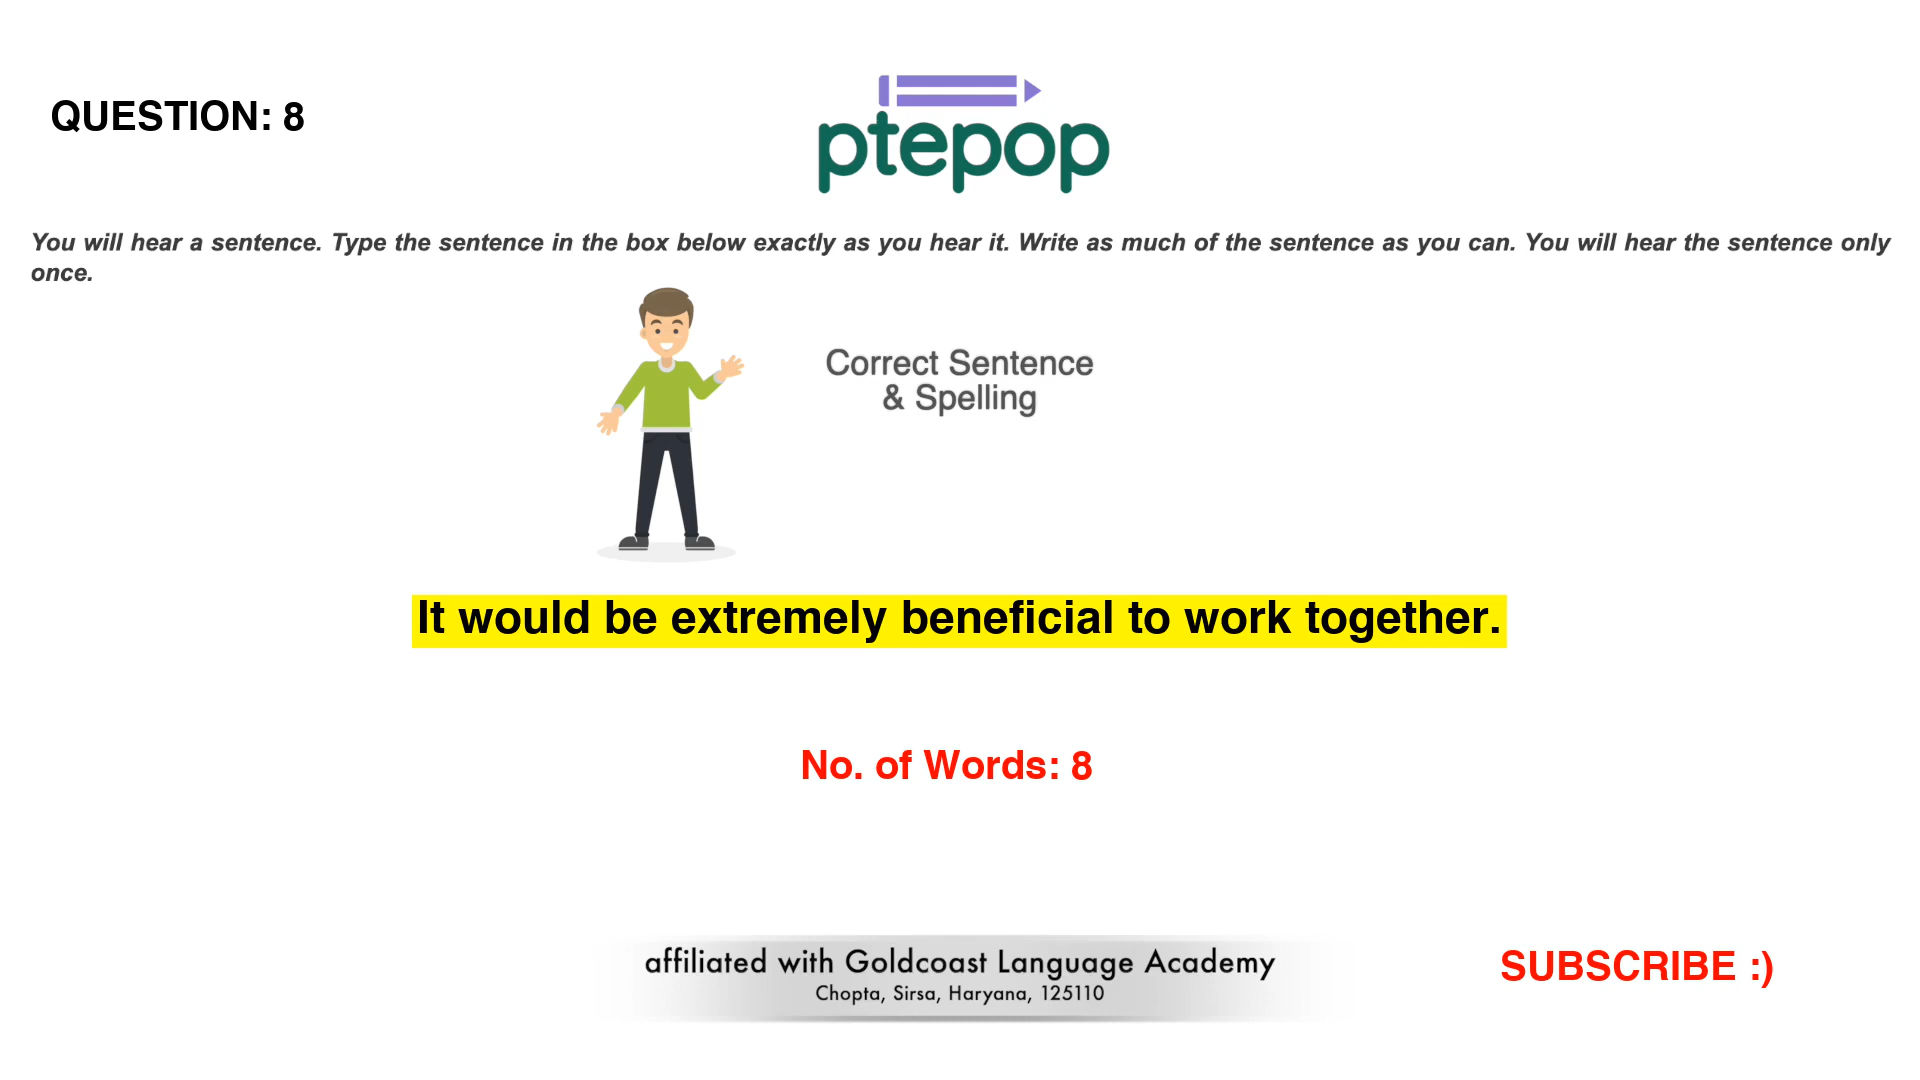 QUESTION: 8
ptepop
You will hear a sentence. Type the sentence in the box below exactly as you hear it. Write as much of the sentence as you can. You will hear the sentence only
once.
Correct Sentence
& Spelling
It would be extremely beneficial to work together.
No. of Words: 8
affiliated with Goldcoast Language Academy
Chopta, Sirsa, Haryana, 125110
SUBSCRIBE :)